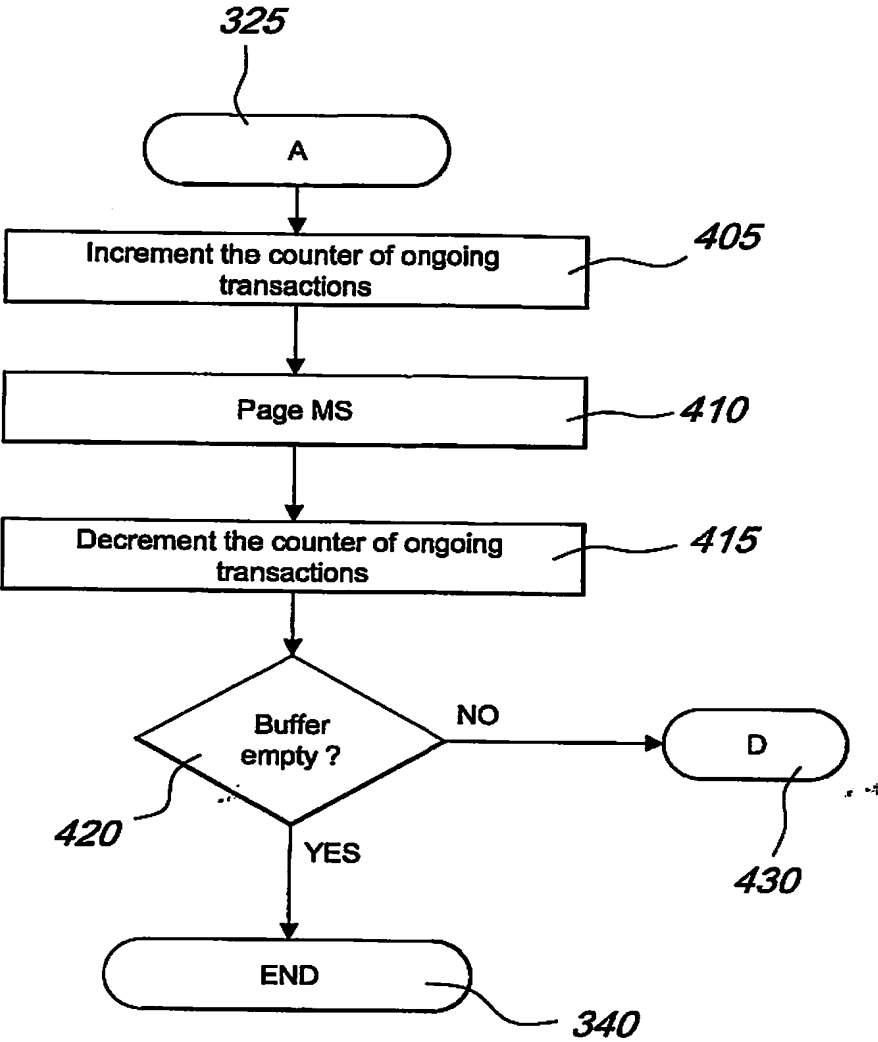 325
A
Increment the counter of ongoing
transactions
405
Page MS
410
Decrement the counter of ongoing
transactions
415
Buffer
empty ?
NO
D
420
YES
430
END
340